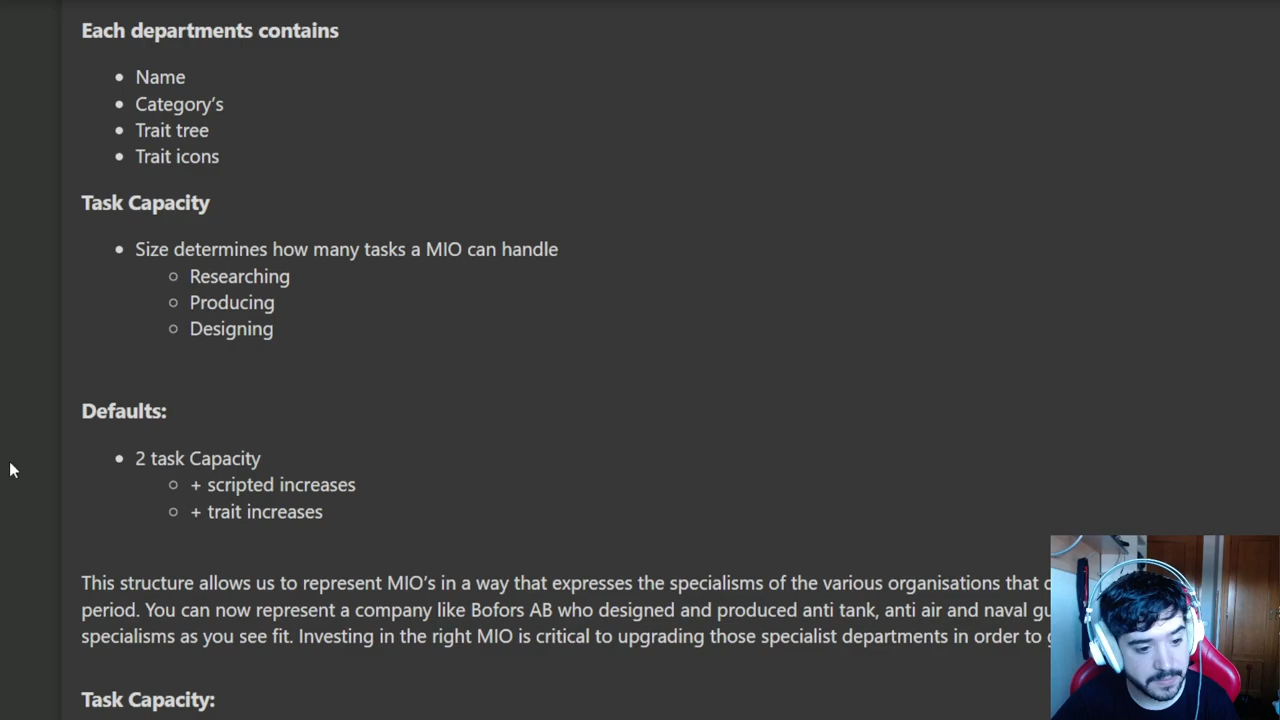 Each departments contains
Name
Category’s
Trait tree
Trait icons
Task Capacity
Size determines how many tasks a MIO can handle
Researching
Producing
Designing
Defaults:
2 task Capacity
+ scripted increases
+ trait increases
This structure allows us to represent MIO’s in a way that expresses the specialisms of the various organisations that
period. You can now represent a company like Bofors AB who designed and produced anti tank, anti air and naval
specialisms as you see fit. Investing in the right MIO is critical to upgrading those specialist departments in order to
Task Capacity: